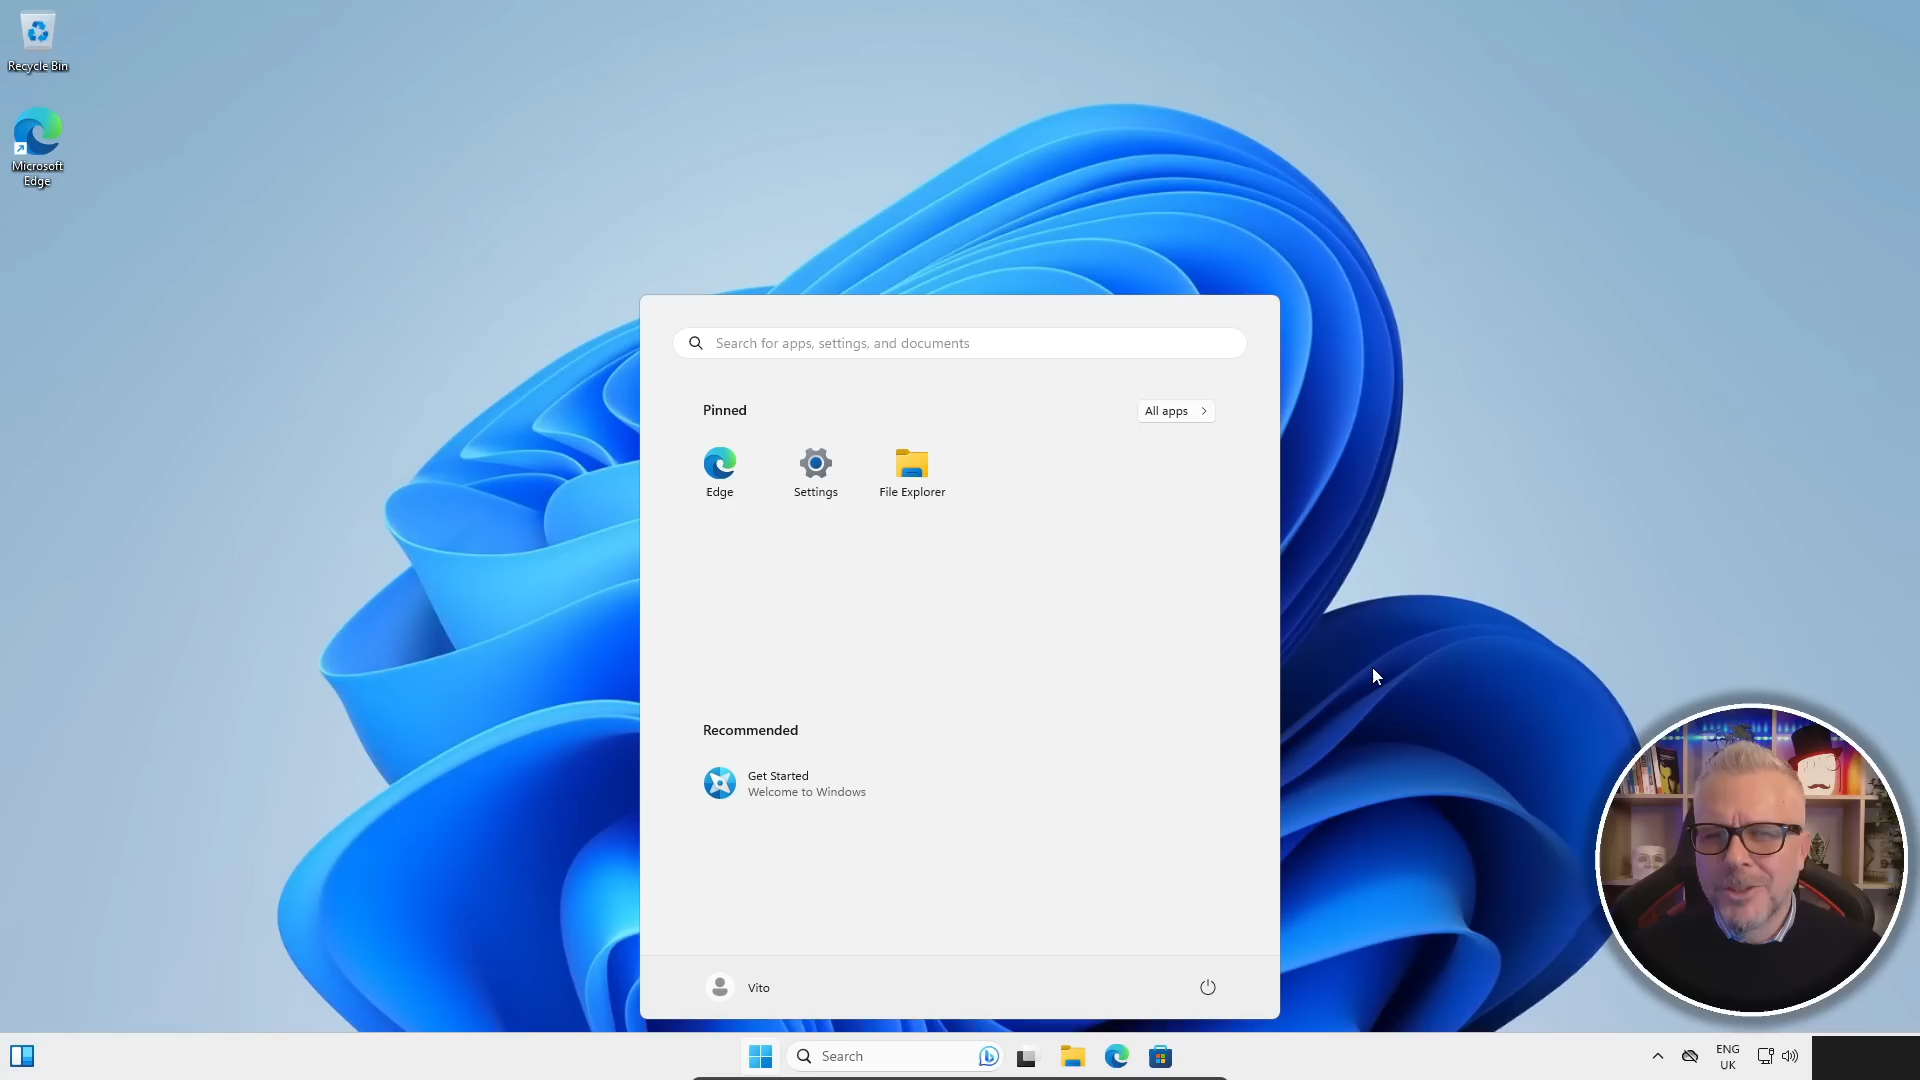 Recycle Bin
Microsoft
Edge
Search for apps, settings, and documents
Pinned
All apps
Edge
Settings
File Explorer
Recommended
Get Started
Welcome to Windows
Vito
Search
ENG
UK